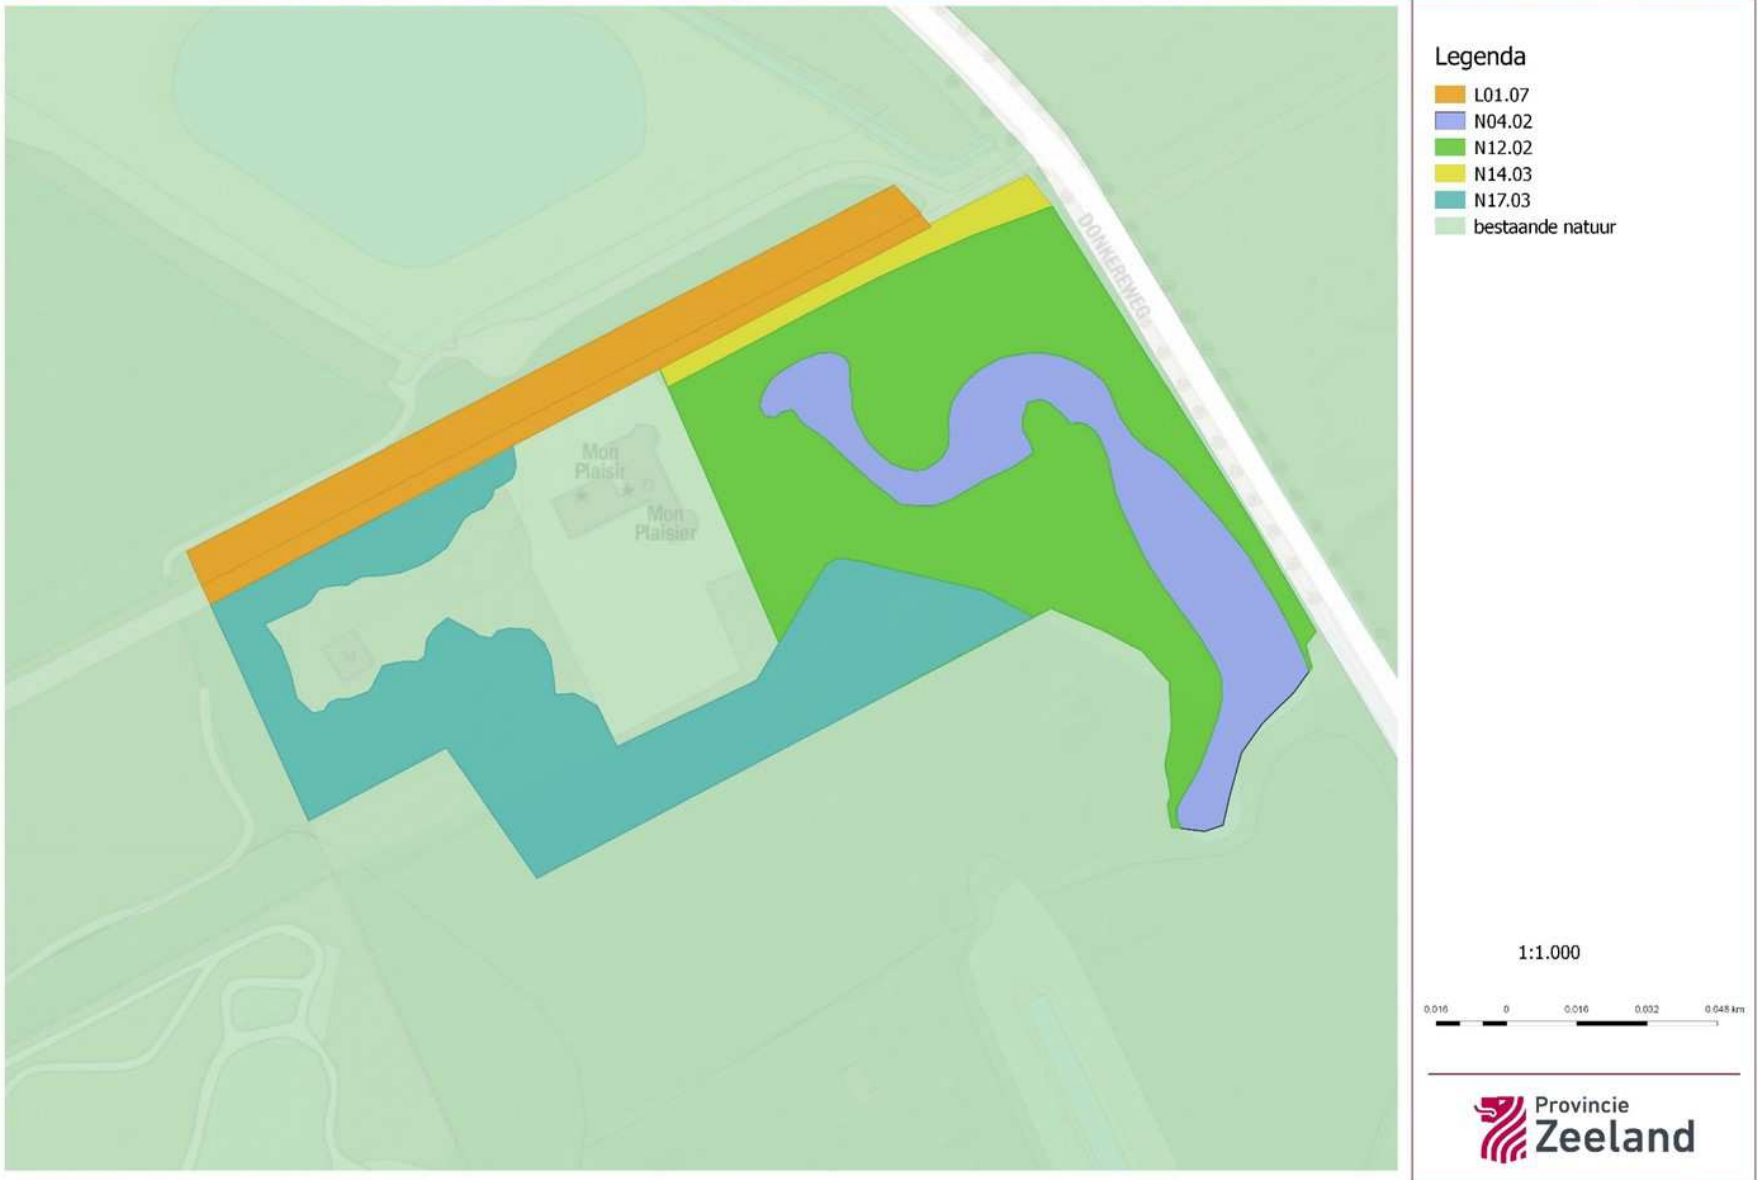 Mon
Plaisir
Mon
Plaisier
DONKEREWEG
Legenda
L01.07
N04.02
N12.02
N14.03
N17.03
bestaande natuur
1:1.000
0.016 0 0.016 0.032 0.048 km
Provincie
Zeeland